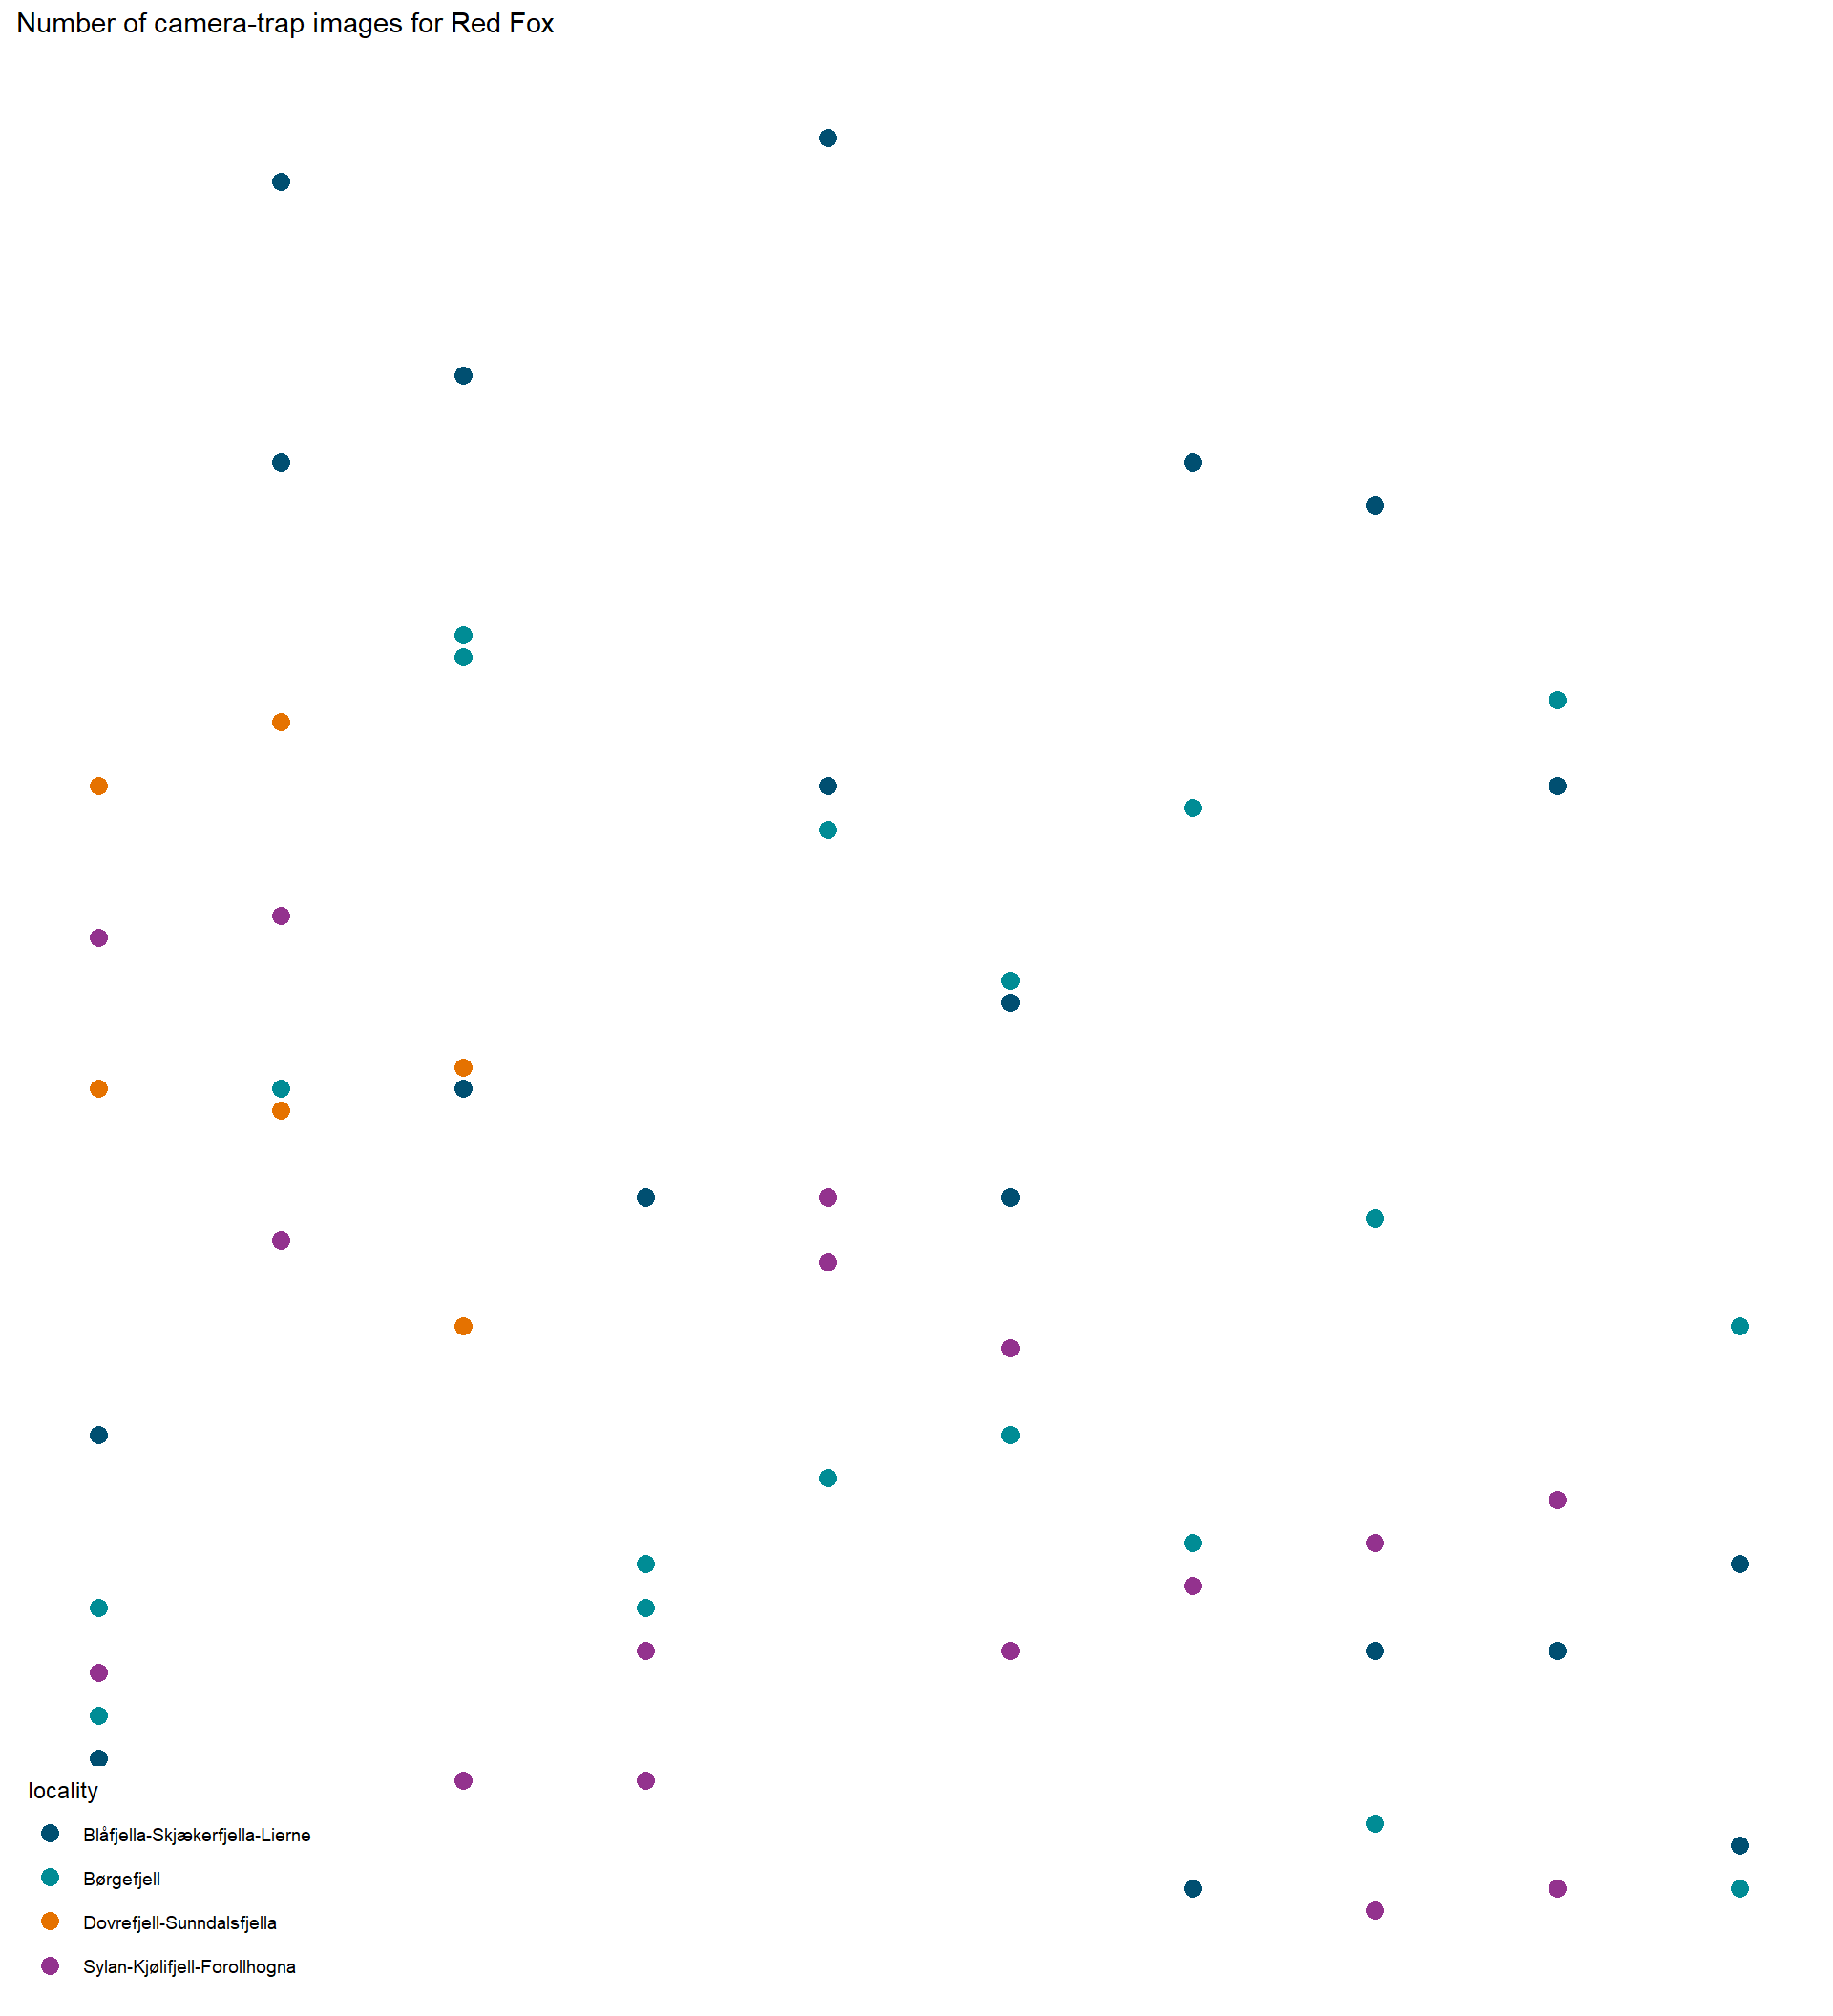 Number of camera-trap images for Red Fox
locality
Blåfjella-Skjækerfjella-Lierne
Børgefjell
Dovrefjell-Sunndalsfjella
Sylan-Kjølifjell-Forollhogna